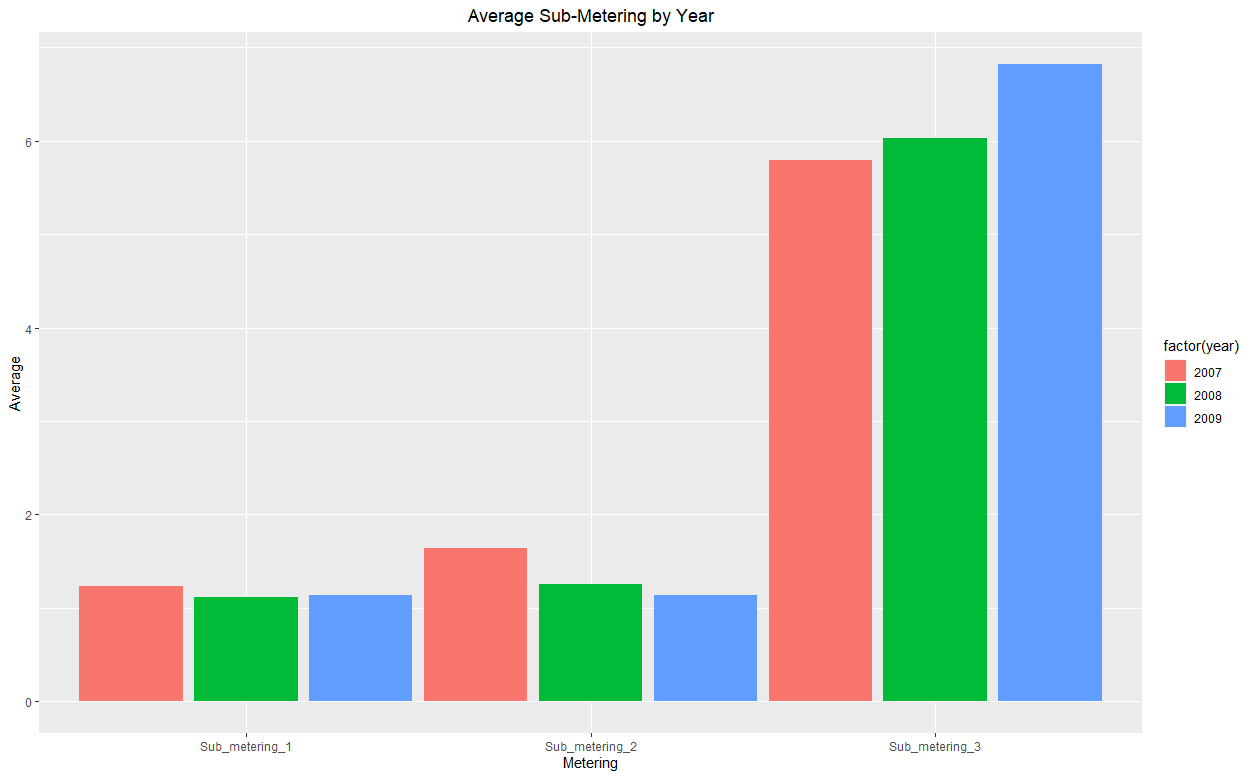 Average Sub-Metering by Year
Average
6
4
2
0
Sub_metering_1
Sub_metering_2
Sub_metering_3
Metering
factor(year)
2007
2008
2009